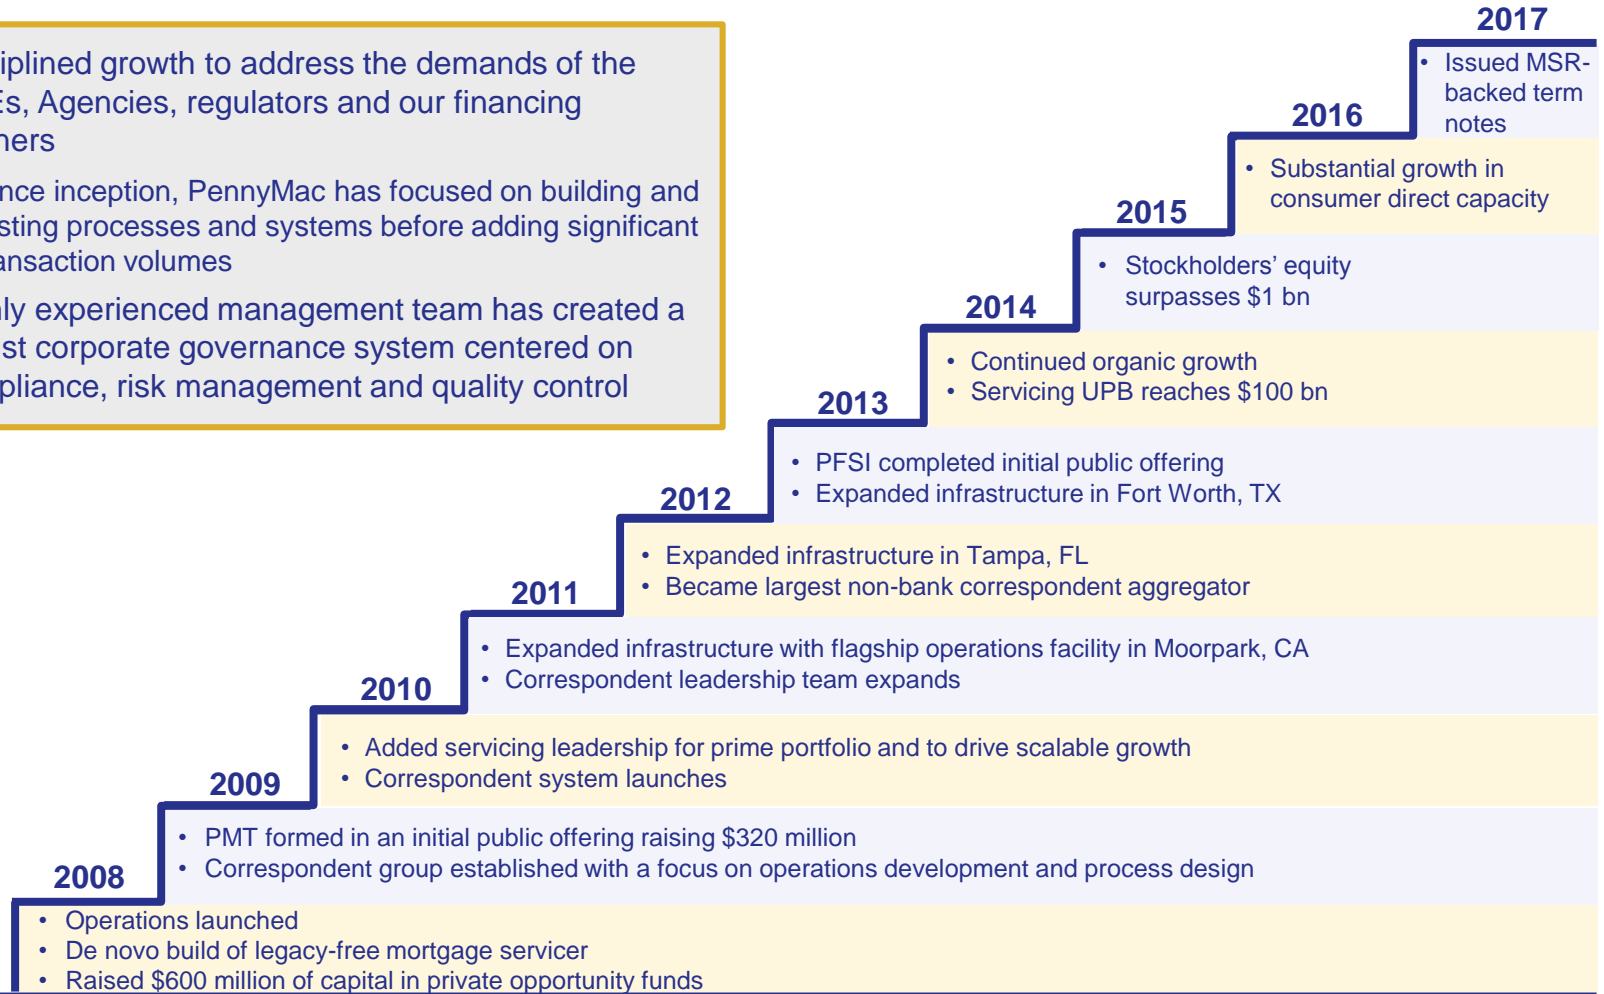 iplined growth to address the demands of the
Es, Agencies, regulators and our financing
ners
nce inception, PennyMac has focused on building and
sting processes and systems before adding significant
ansaction volumes
ly experienced management team has created a
st corporate governance system centered on
pliance, risk management and quality control
2017
• Issued MSR-
backed term
notes
2016
• Substantial growth in
consumer direct capacity
2015
• Stockholders’ equity
surpasses $1 bn
2014
• Continued organic growth
• Servicing UPB reaches $100 bn
2013
• PFSI completed initial public offering
• Expanded infrastructure in Fort Worth, TX
2012
• Expanded infrastructure in Tampa, FL
• Became largest non-bank correspondent aggregator
2011
• Expanded infrastructure with flagship operations facility in Moorpark, CA
• Correspondent leadership team expands
2010
• Added servicing leadership for prime portfolio and to drive scalable growth
• Correspondent system launches
2009
• PMT formed in an initial public offering raising $320 million
• Correspondent group established with a focus on operations development and process design
2008
• Operations launched
• De novo build of legacy-free mortgage servicer
• Raised $600 million of capital in private opportunity funds